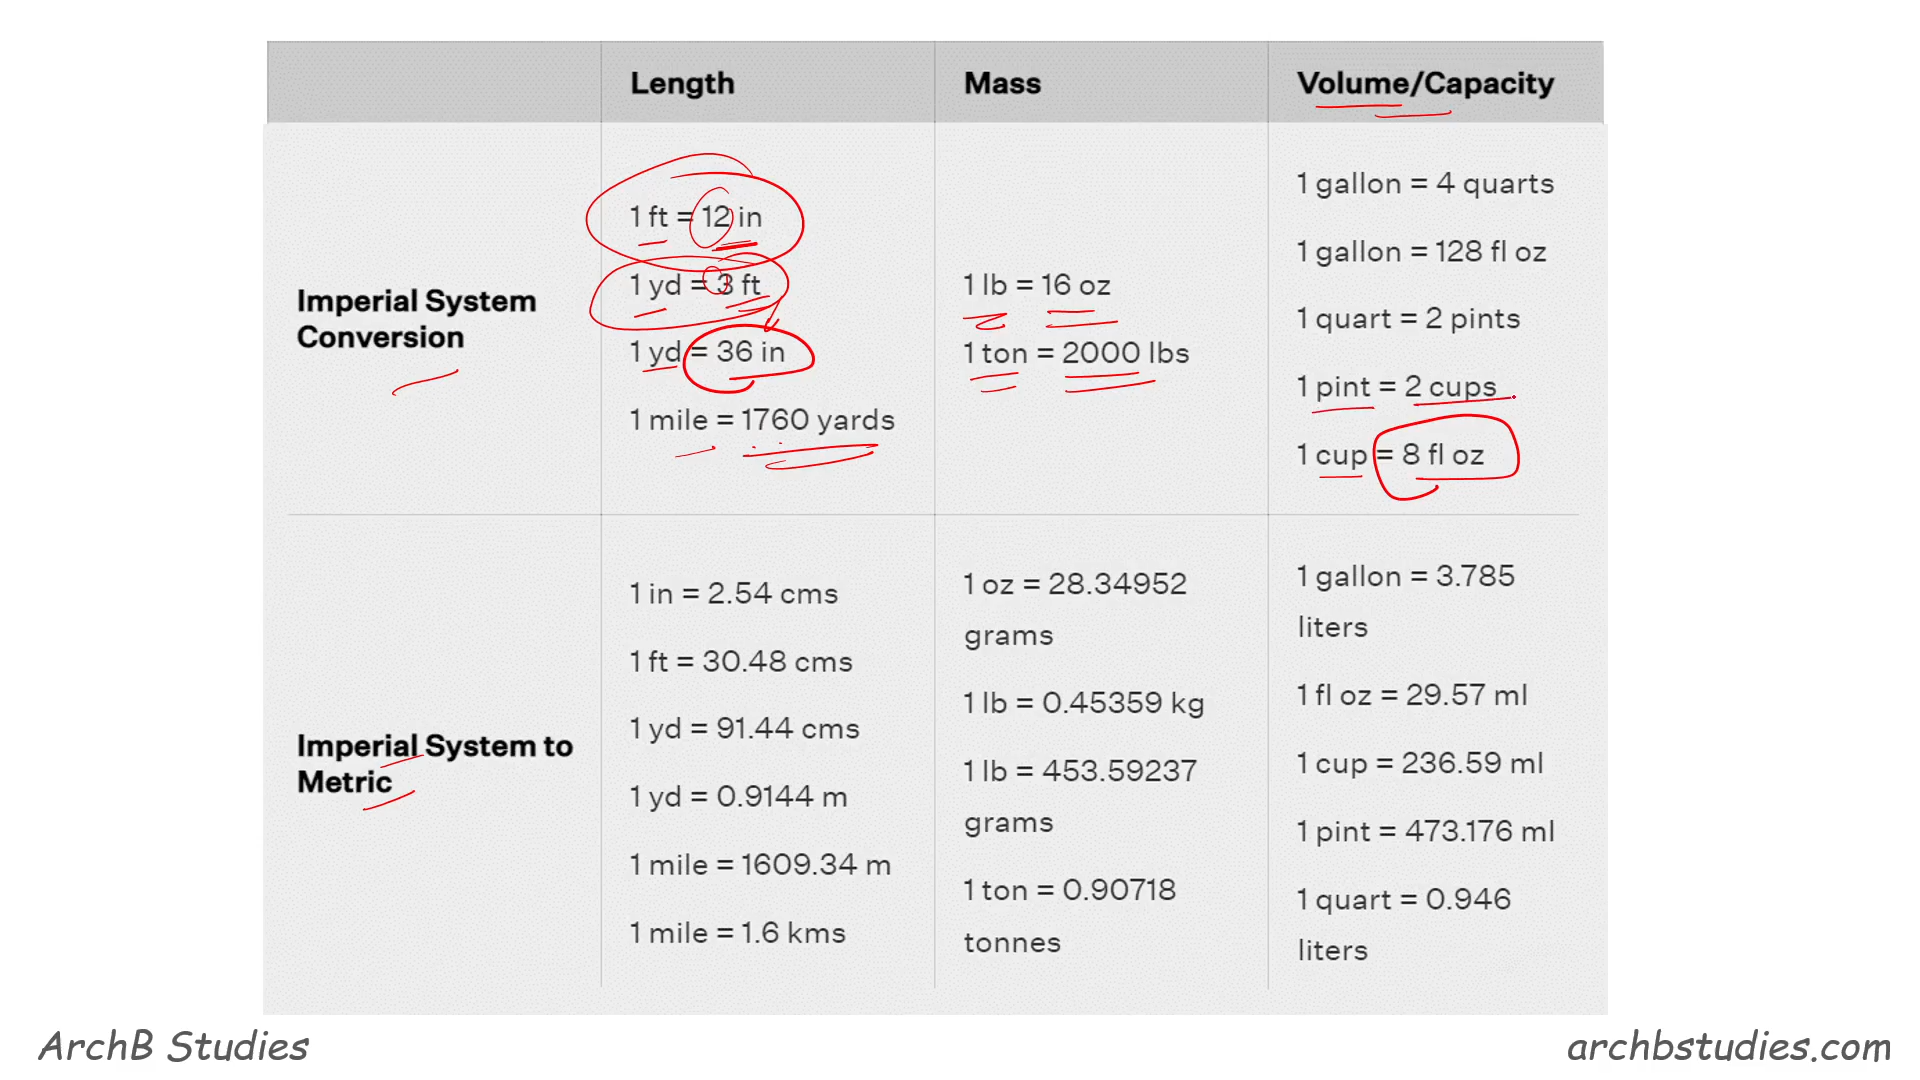 Length
Mass
Volume/Capacity
Imperial System
Conversion
1 ft = 12 in
1 yd = 3 ft
1 yd = 36 in
1 mile = 1760 yards
1 lb = 16 oz
1 ton = 2000 lbs
1 gallon = 4 quarts
1 gallon = 128 fl oz
1 quart = 2 pints
1 pint = 2 cups
1 cup = 8 fl oz
Imperial System to
Metric
1 in = 2.54 cms
1 ft = 30.48 cms
1 yd = 91.44 cms
1 yd = 0.9144 m
1 mile = 1609.34 m
1 mile = 1.6 kms
1 oz = 28.34952
grams
1 lb = 0.45359 kg
1 lb = 453.59237
grams
1 ton = 0.90718
tonnes
1 gallon = 3.785
liters
1 fl oz = 29.57 ml
1 cup = 236.59 ml
1 pint = 473.176 ml
1 quart = 0.946
liters
ArchB Studies
archbstudies.com